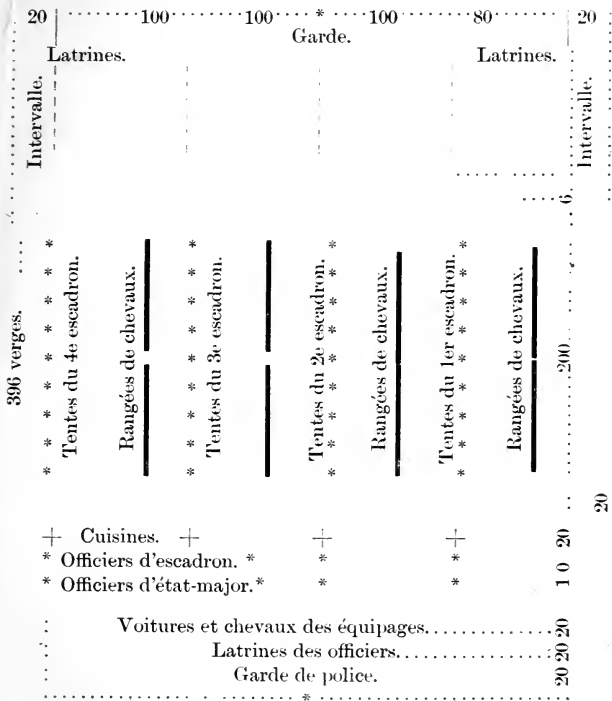 20 100 100 * 100 80 20
Garde.
Latrines. Latrines.
Intervalle. Intervalle.
6
396 verges.
Tentes du 4e escadron.
Rangées de chevaux.
Tentes du 3e escadron.
Tentes du 2e escadron.
Rangées de chevaux.
Tentes du 1er escadron.
Rangées de chevaux.
200
20
Cuisines. 20
* Officiers d'escadron. * * *
* Officiers d'état-major.* * * 10
Voitures et chevaux des équipages. 20
Latrines des officiers. 20
Garde de police. 20
*